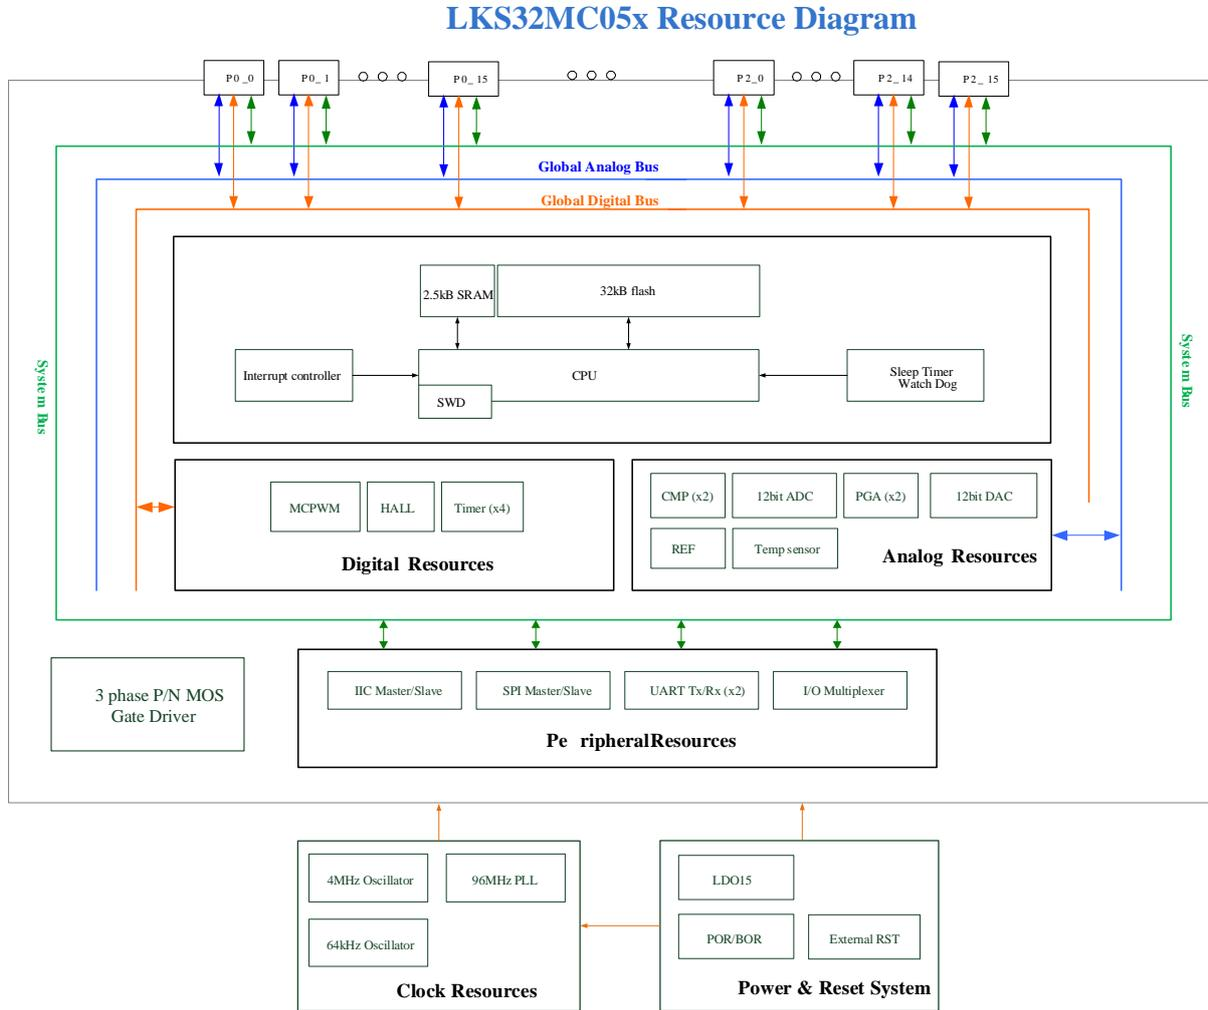 LKS32MC05x Resource Diagram
P0_0
P0_1
P0_15
P2_0
P2_14
P2_15
Global Analog Bus
Global Digital Bus
2.5kB SRAM
32kB flash
System Bus
System Bus
Interrupt controller
CPU
Sleep Timer
Watch Dog
SWD
CMP (x2)
12bit ADC
PGA (x2)
12bit DAC
MCPWM
HALL
Timer (x4)
REF
Temp sensor
Analog Resources
Digital Resources
3 phase P/N MOS
Gate Driver
IIC Master/Slave
SPI Master/Slave
UART Tx/Rx (x2)
I/O Multiplexer
Pe ripheralResources
4MHz Oscillator
96MHz PLL
LDO15
64kHz Oscillator
POR/BOR
External RST
Clock Resources
Power & Reset System